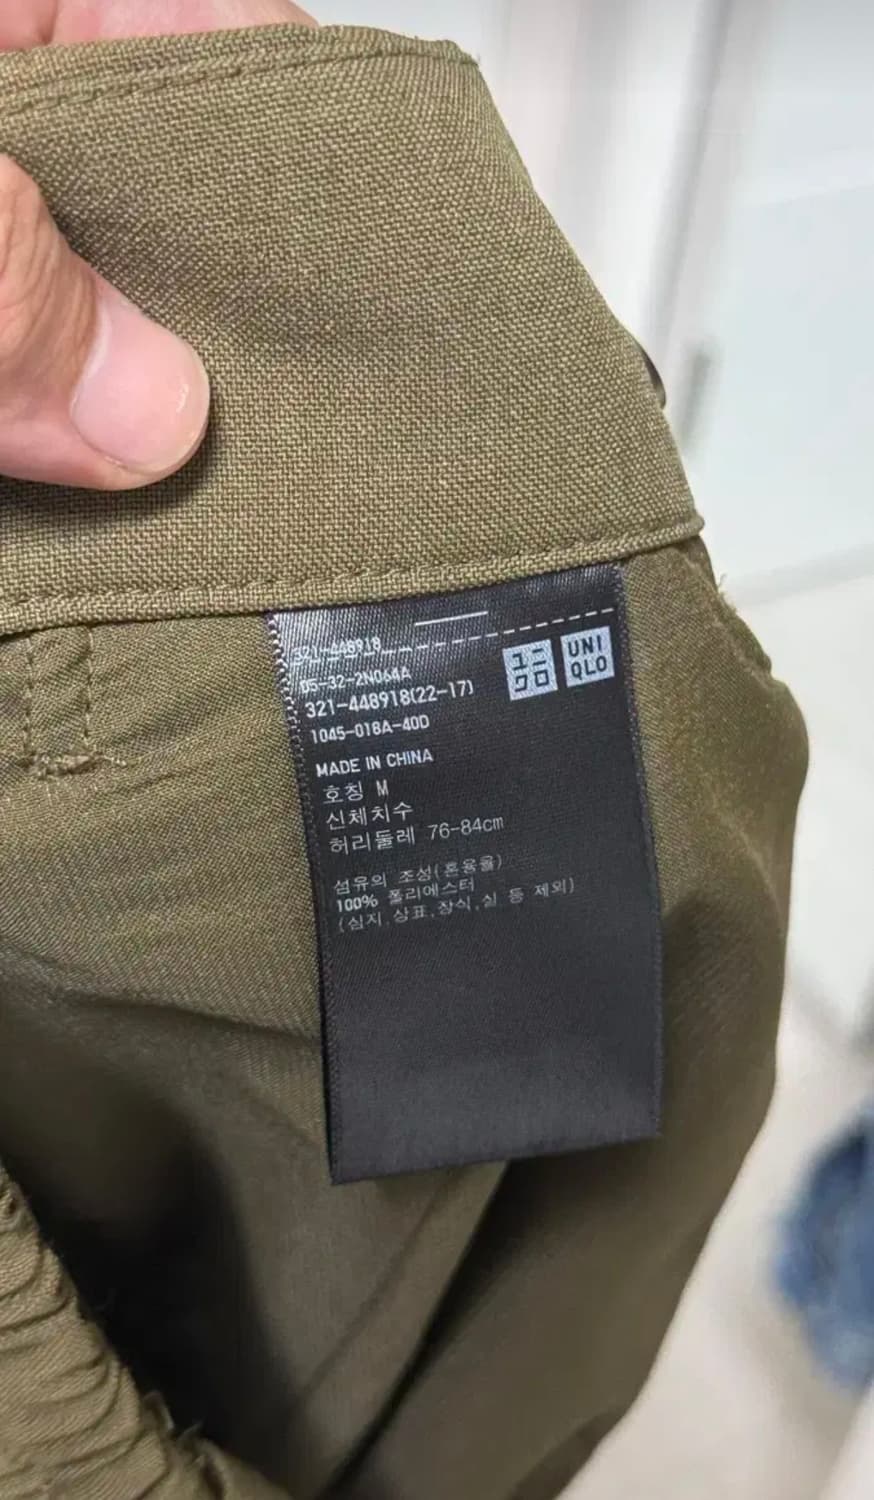 321-448918
05-32-2N064A
321-448918(22-17)
1045-018A-40D
ユニ
クロ
UNI
QLO
MADE IN CHINA
호칭 M
신체치수
허리둘레 76-84cm
섬유의 조성(혼용율)
100% 폴리에스터
(심지,상표,장식,실 등 제외)